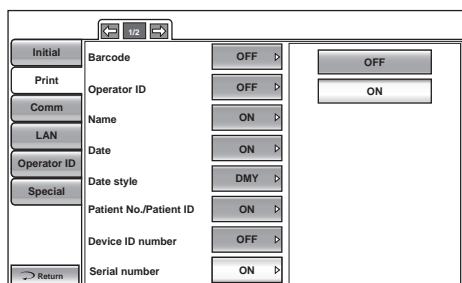 1/2
Initial
Print
Comm
LAN
Operator ID
Special
Return
Barcode OFF
Operator ID OFF
Name ON
Date ON
Date style DMY
Patient No./Patient ID ON
Device ID number OFF
Serial number ON
OFF
ON